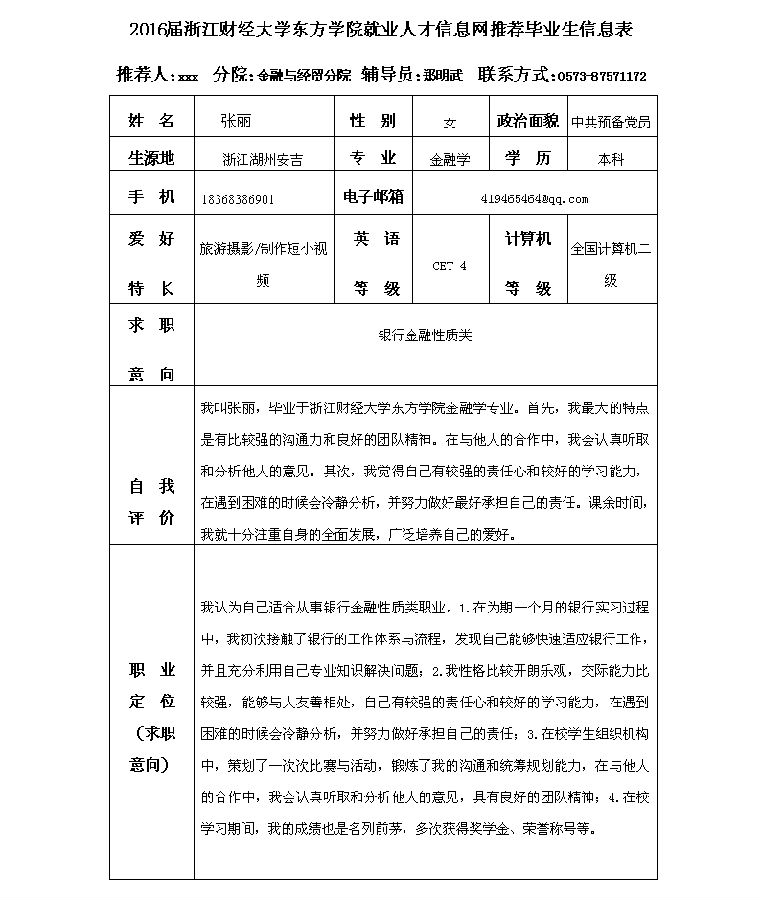 2016届浙江财经大学东方学院就业人才信息网推荐毕业生信息表
推荐人:xxx 分院:金融与经贸分院 辅导员:郑明武 联系方式:0573-87571172
姓 名 张丽 性 别 女 政治面貌 中共预备党员
生源地 浙江湖州安吉 专 业 金融学 学 历 本科
手 机 18368386901 电子邮箱 419465464@qq.com
爱 好
特 长
旅游摄影/制作短小视
频
英 语
等 级
CET 4
计算机
等 级
全国计算机二
级
求 职
意 向
银行金融性质类
自 我
评 价
我叫张丽，毕业于浙江财经大学东方学院金融学专业。首先，我最大的特点
是有比较强的沟通力和良好的团队精神。在与他人的合作中，我会认真听取
和分析他人的意见。其次，我觉得自己有较强的责任心和较好的学习能力，
在遇到困难的时候会冷静分析，并努力做好最好承担自己的责任。课余时间，
我就十分注重自身的全面发展，广泛培养自己的爱好。
职 业
定 位
（求职
意向）
我认为自己适合从事银行金融性质类职业．1.在为期一个月的银行实习过程
中，我初次接触了银行的工作体系与流程，发现自己能够快速适应银行工作，
并且充分利用自己专业知识解决问题；2.我性格比较开朗乐观，交际能力比
较强，能够与人友善相处，自己有较强的责任心和较好的学习能力，在遇到
困难的时候会冷静分析，并努力做好承担自己的责任；3.在校学生组织机构
中，策划了一次次比赛与活动，锻炼了我的沟通和统筹规划能力，在与他人
的合作中，我会认真听取和分析他人的意见，具有良好的团队精神；4.在校
学习期间，我的成绩也是名列前茅，多次获得奖学金、荣誉称号等。